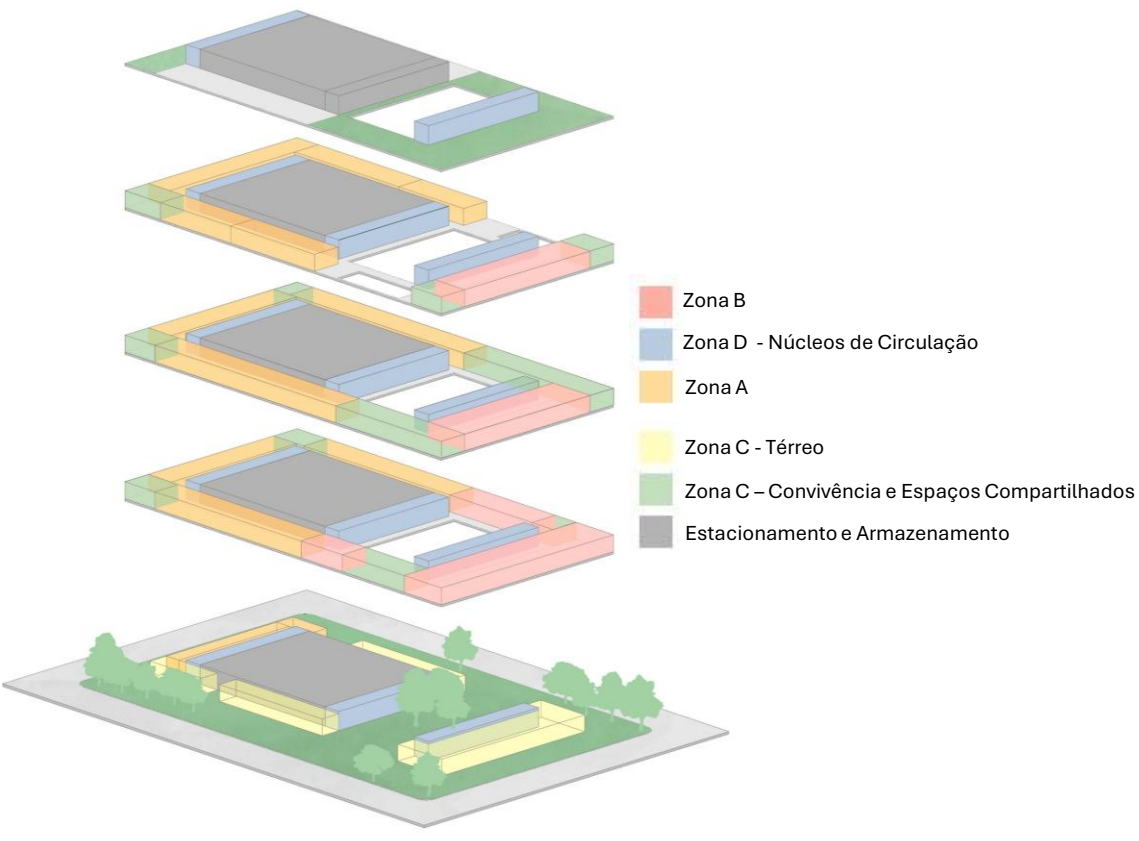 Zona B
Zona D - Núcleos de Circulação
Zona A
Zona C - Térreo
Zona C – Convivência e Espaços Compartilhados
Estacionamento e Armazenamento